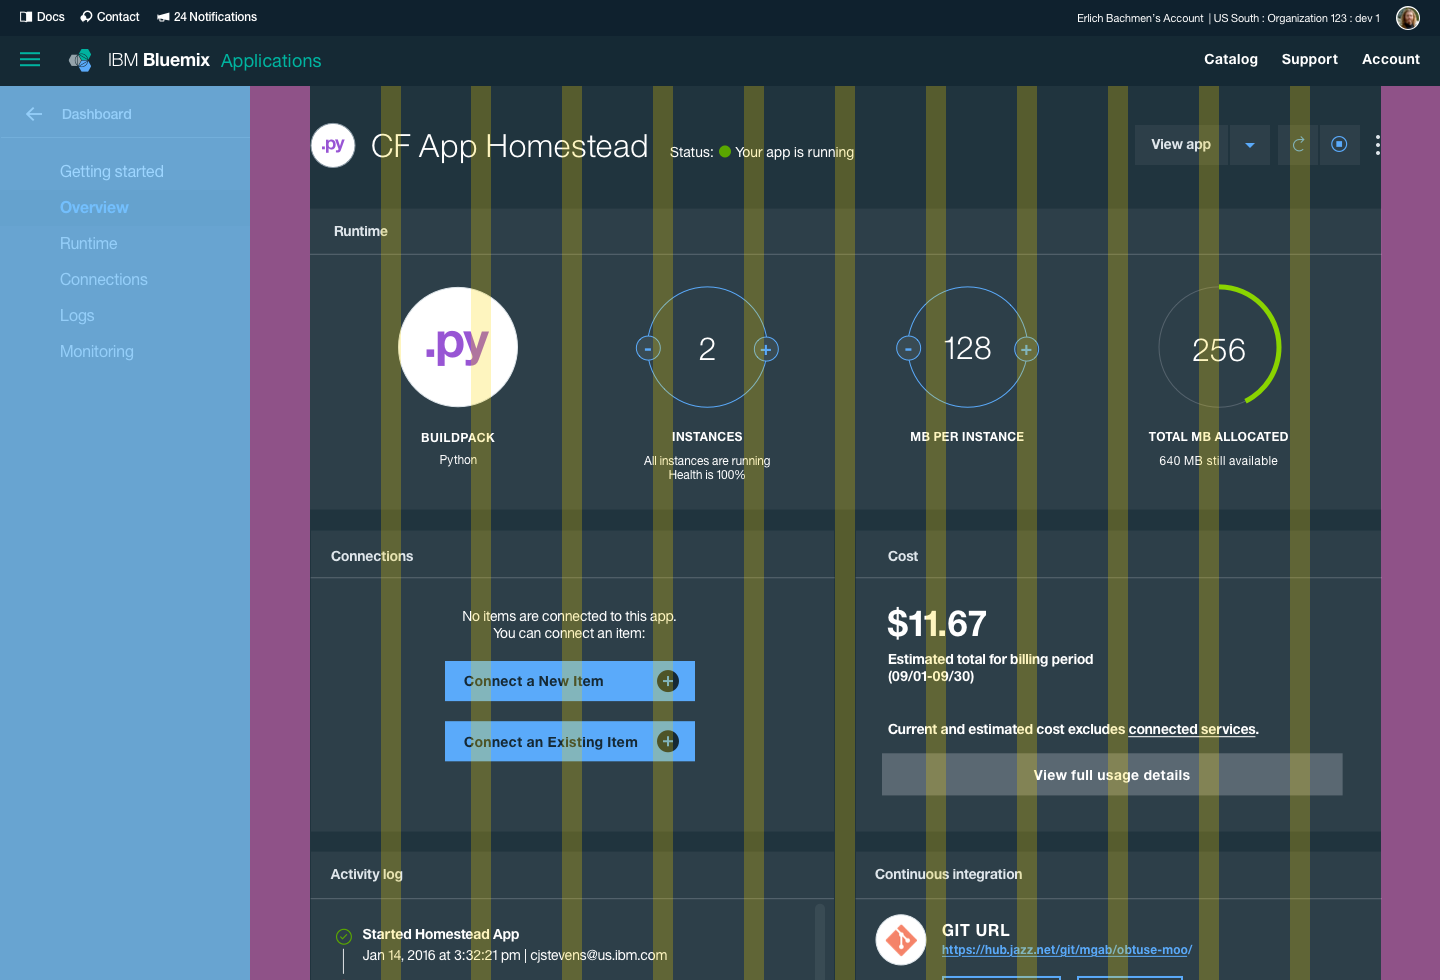 Docs
Contact
24 Notifications
Erlich Bachmen's Account | US South : Organization 123 : dev 1
IBM Bluemix Applications
Catalog
Support
Account
Dashboard
Getting started
Overview
Runtime
Connections
Logs
Monitoring
.py
CF App Homestead
Status:
Your app is running
View app
Runtime
.py
BUILDPACK
Python
-
2
+
INSTANCES
All instances are running
Health is 100%
-
128
+
MB PER INSTANCE
256
TOTAL MB ALLOCATED
640 MB still available
Connections
No items are connected to this app.
You can connect an item:
Connect a New Item
+
Connect an Existing Item
+
Cost
$11.67
Estimated total for billing period
(09/01-09/30)
Current and estimated cost excludes connected services.
View full usage details
Activity log
Started Homestead App
Jan 14, 2016 at 3:32:21 pm | cjstevens@us.ibm.com
Continuous integration
GIT URL
https://hub.jazz.net/git/mgab/obtuse-moo/